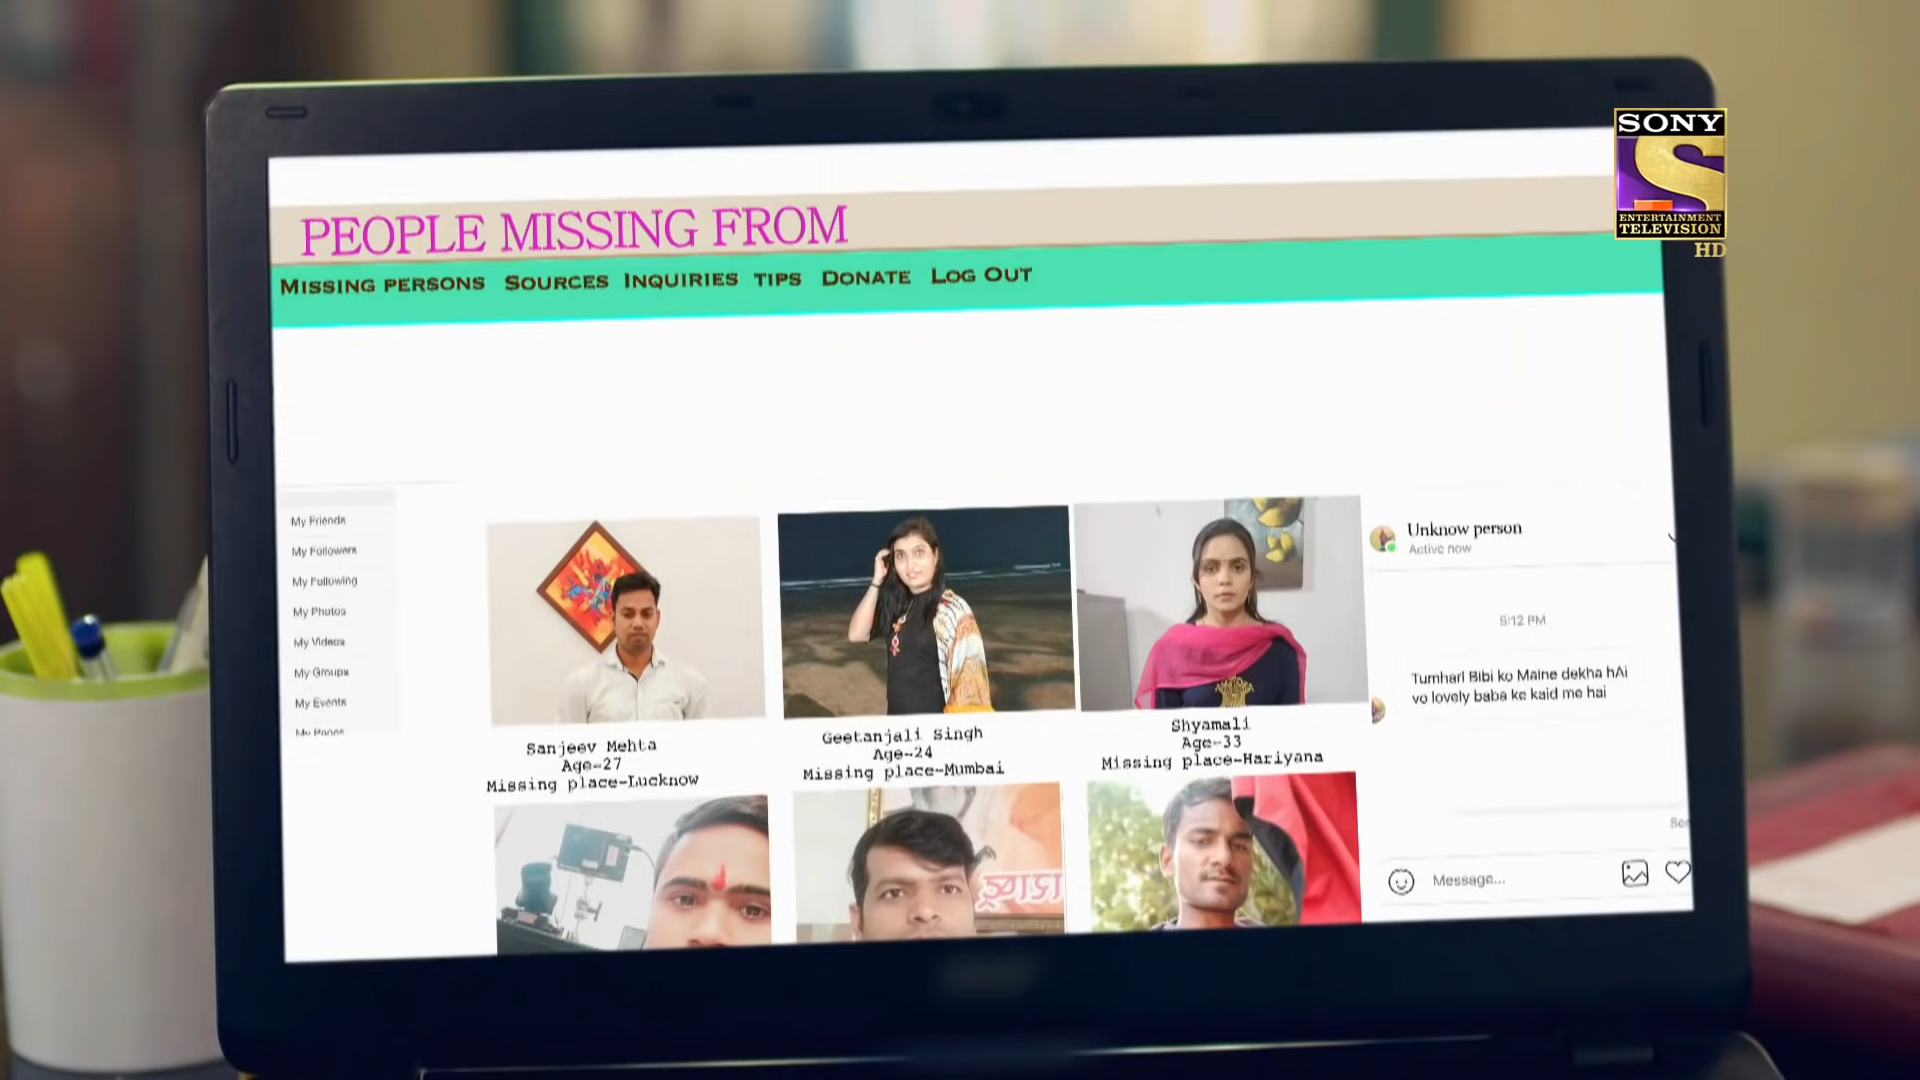 SONY
ENTERTAINMENT
TELEVISION
HD
PEOPLE MISSING FROM
MISSING PERSONS SOURCES INQUIRIES TIPS DONATE LOG OUT
My Friends
My Followers
My Following
My Photos
My Videos
My Groups
My Events
My Pages
Sanjeev Mehta
Age-27
Missing place-Lucknow
Geetanjali Singh
Age-24
Missing place-Mumbai
Shyamali
Age-33
Missing place-Hariyana
Unknow person
Active now
5:12 PM
TumharI Bibi ko Maine dekha hAi
vo lovely baba ke kaid me hai
Message...